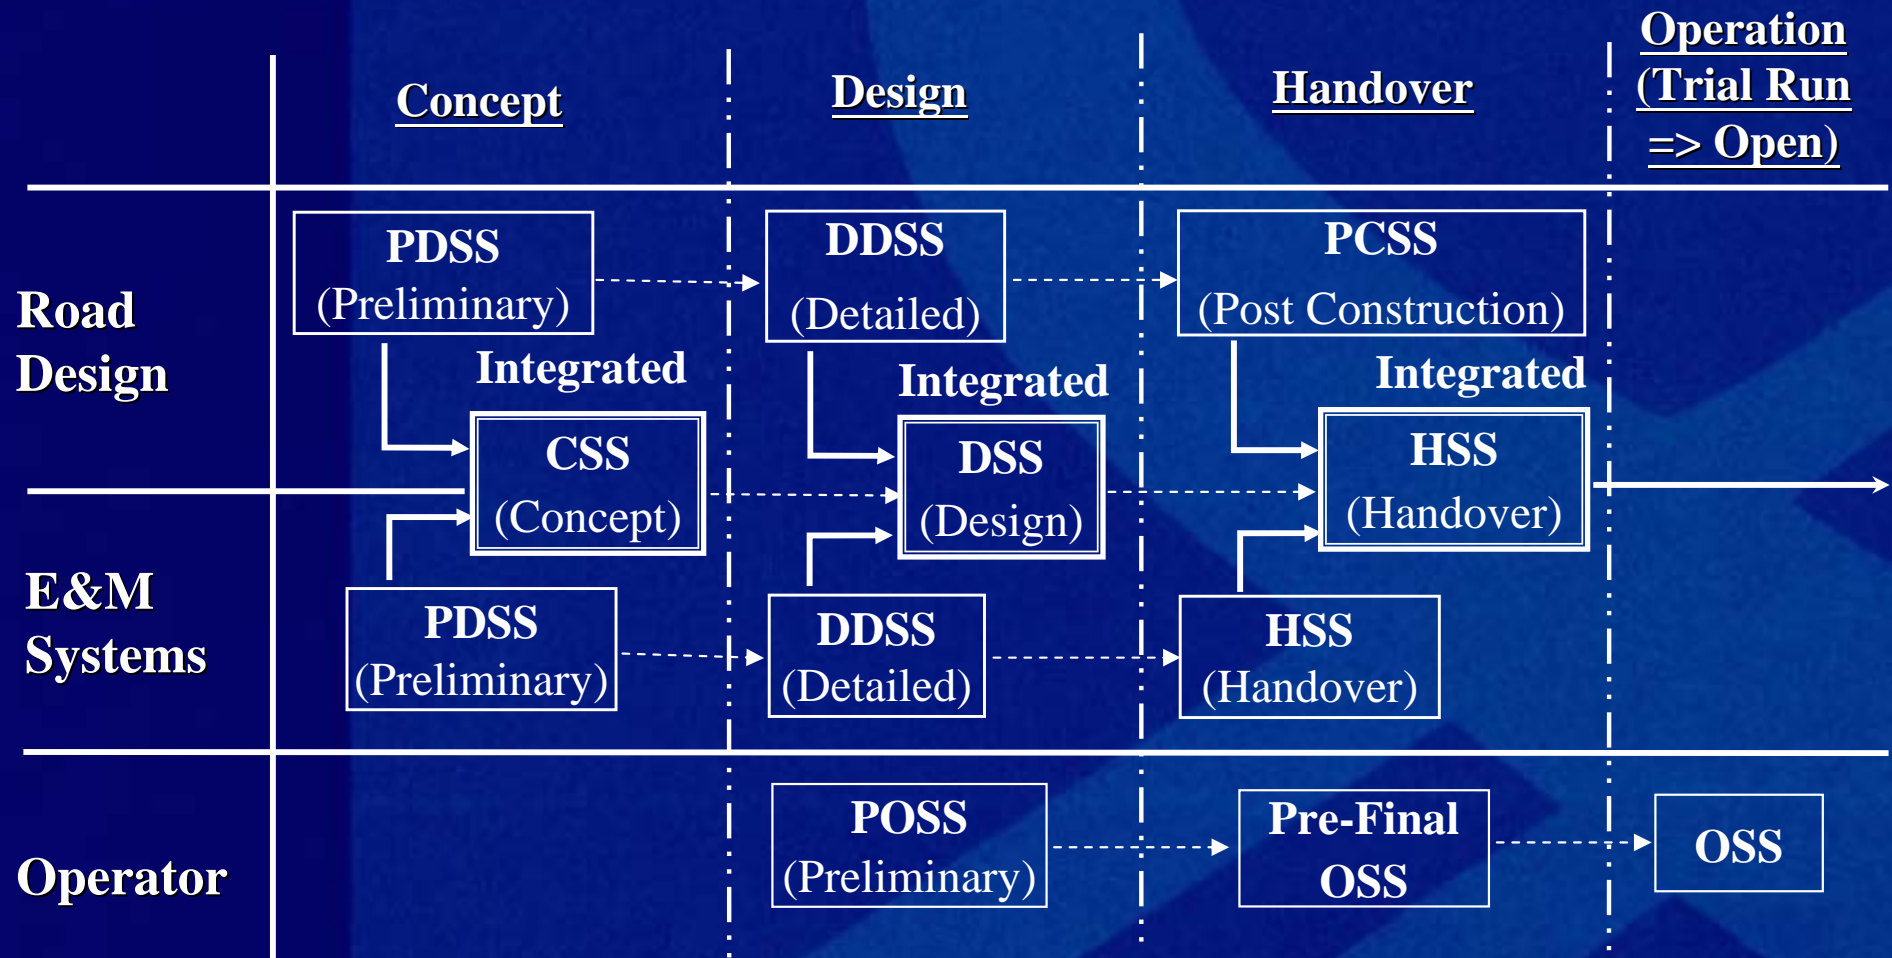 Concept
Design
Handover
Operation
(Trial Run
=> Open)
Road
Design
PDSS
(Preliminary)
DDSS
(Detailed)
PCSS
(Post Construction)
Integrated
CSS
(Concept)
Integrated
DSS
(Design)
Integrated
HSS
(Handover)
E&M
Systems
PDSS
(Preliminary)
DDSS
(Detailed)
HSS
(Handover)
Operator
POSS
(Preliminary)
Pre-Final
OSS
OSS